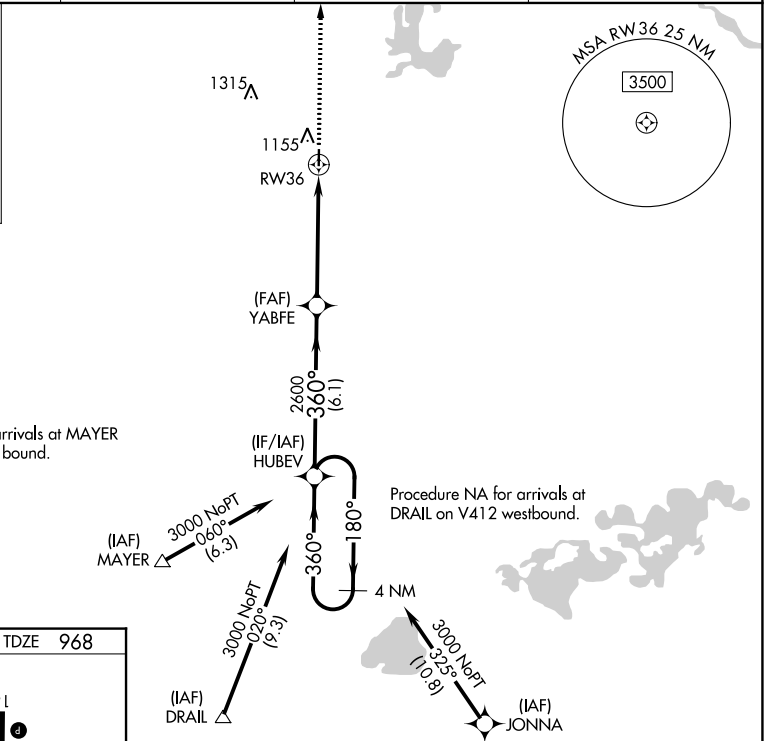 MSA RW36 25 NM
3500
1315
1155
RW36
(FAF)
YABFE
2600
360°
(6.1)
arrivals at MAYER
bound.
(IF/IAF)
HUBEV
Procedure NA for arrivals at
DRAIL on V412 westbound.
3000 NoPT
060°
(6.3)
(IAF)
MAYER
360°
180°
4 NM
3000 NoPT
020°
(9.3)
3000 NoPT
325°
(10.8)
TDZE 968
(IAF)
DRAIL
(IAF)
JONNA
L
P